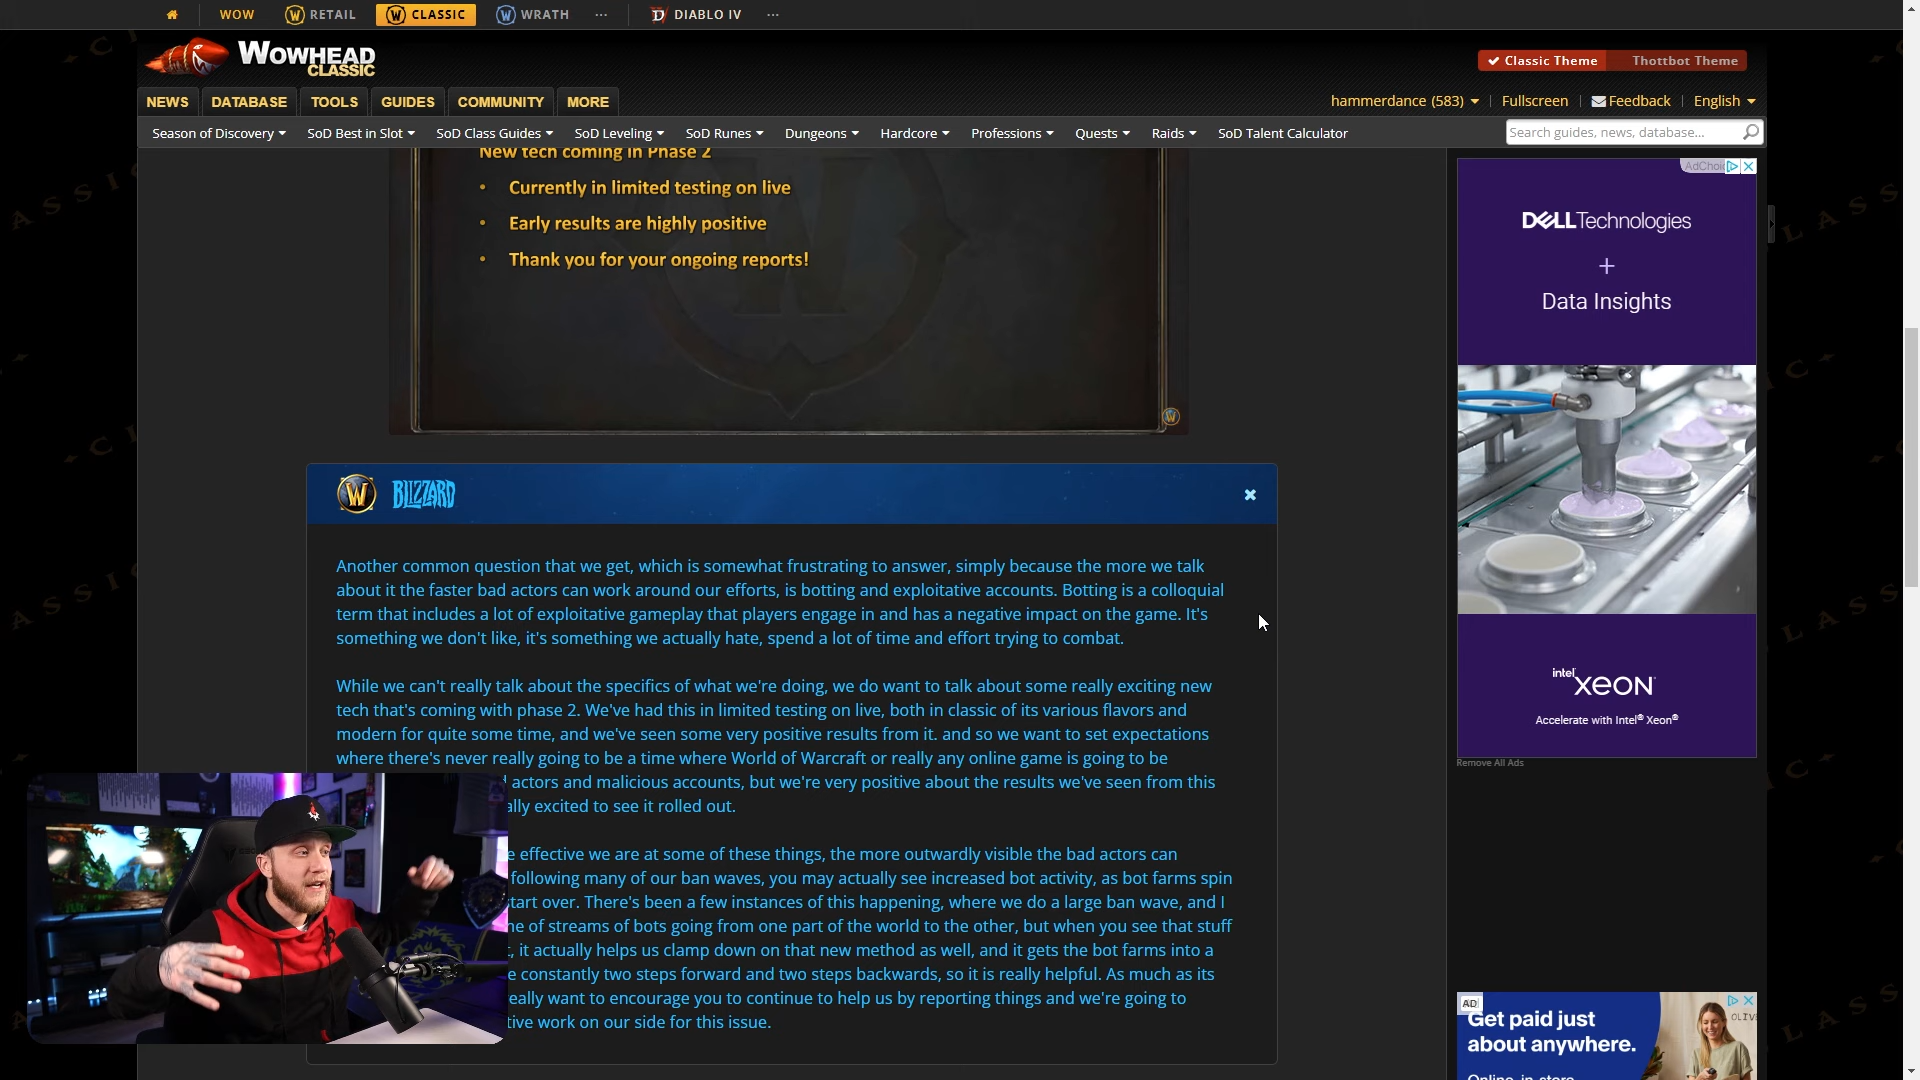 WOW
RETAIL
CLASSIC
WRATH
...
DIABLO IV
...
WOWHEAD
CLASSIC
Classic Theme
Thottbot Theme
NEWS
DATABASE
TOOLS
GUIDES
COMMUNITY
MORE
hammerdance (583)
Fullscreen
Feedback
English
Season of Discovery
SoD Best in Slot
SoD Class Guides
SoD Leveling
SoD Runes
Dungeons
Hardcore
Professions
Quests
Raids
SoD Talent Calculator
Search guides, news, database...
New tech coming in Phase 2
• Currently in limited testing on live
• Early results are highly positive
• Thank you for your ongoing reports!
BLIZZARD
Another common question that we get, which is somewhat frustrating to answer, simply because the more we talk
about it the faster bad actors can work around our efforts, is botting and exploitative accounts. Botting is a colloquial
term that includes a lot of exploitative gameplay that players engage in and has a negative impact on the game. It's
something we don't like, it's something we actually hate, spend a lot of time and effort trying to combat.
While we can't really talk about the specifics of what we're doing, we do want to talk about some really exciting new
tech that's coming with phase 2. We've had this in limited testing on live, both in classic of its various flavors and
modern for quite some time, and we've seen some very positive results from it. and so we want to set expectations
where there's never really going to be a time where World of Warcraft or really any online game is going to be
actors and malicious accounts, but we're very positive about the results we've seen from this
excited to see it rolled out.
effective we are at some of these things, the more outwardly visible the bad actors can
following many of our ban waves, you may actually see increased bot activity, as bot farms spin
start over. There's been a few instances of this happening, where we do a large ban wave, and I
of streams of bots going from one part of the world to the other, but when you see that stuff
, it actually helps us clamp down on that new method as well, and it gets the bot farms into a
constantly two steps forward and two steps backwards, so it is really helpful. As much as its
really want to encourage you to continue to help us by reporting things and we're going to
work on our side for this issue.
AdChoi
DELLTechnologies
+
Data Insights
intel
XEON
Accelerate with Intel® Xeon®
Remove All Ads
AD
Get paid just
about anywhere.
Online, in-store